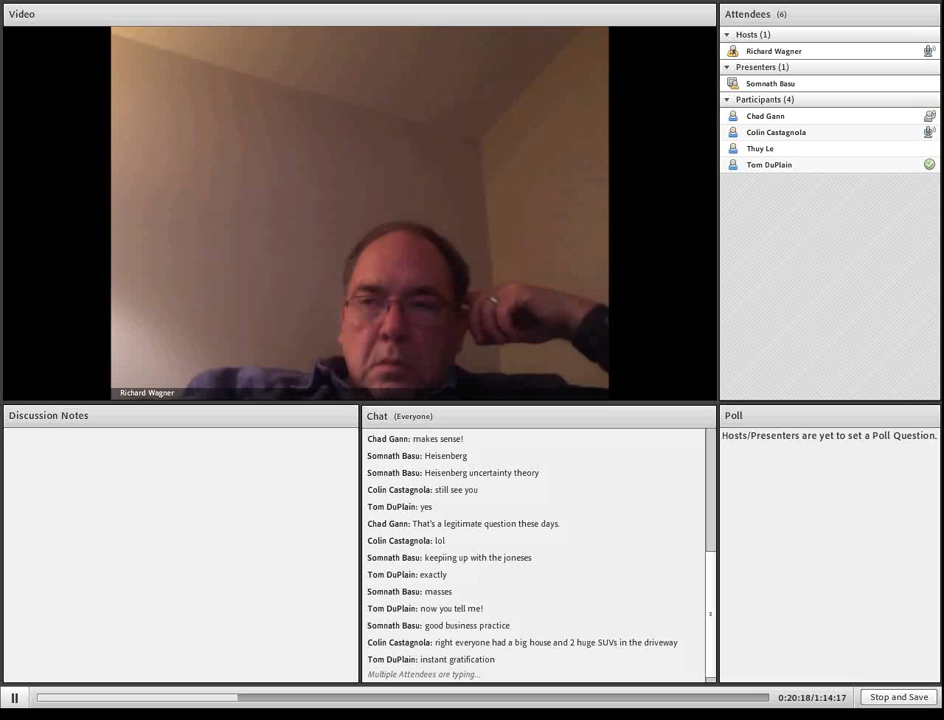 Video
Richard Wagner
Attendees (6)
Hosts (1)
Richard Wagner
Presenters (1)
Somnath Basu
Participants (4)
Chad Gann
Colin Castagnola
Thuy Le
Tom DuPlain
Discussion Notes
Chat (Everyone)
Chad Gann: makes sense!
Somnath Basu: Heisenberg
Somnath Basu: Heisenberg uncertainty theory
Colin Castagnola: still see you
Tom DuPlain: yes
Chad Gann: That's a legitimate question these days.
Colin Castagnola: lol
Somnath Basu: keepiing up with the joneses
Tom DuPlain: exactly
Somnath Basu: masses
Tom DuPlain: now you tell me!
Somnath Basu: good business practice
Colin Castagnola: right everyone had a big house and 2 huge SUVs in the driveway
Tom DuPlain: instant gratification
Multiple Attendees are typing...
Poll
Hosts/Presenters are yet to set a Poll Question.
0:20:18/1:14:17
Stop and Save